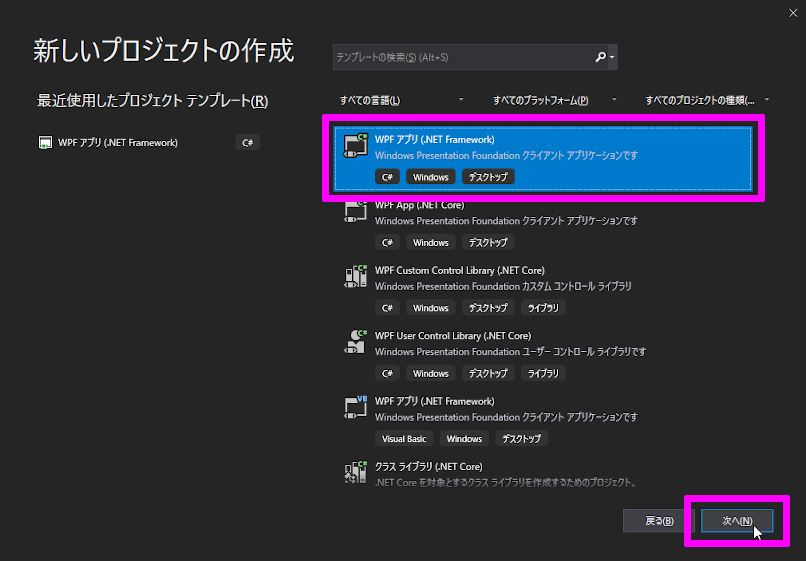 新しいプロジェクトの作成
最近使用したプロジェクト テンプレート(R)
WPF アプリ (.NET Framework)
C#
テンプレートの検索(S) (Alt+S)
すべての言語(L)
すべてのプラットフォーム(P)
すべてのプロジェクトの種類(...
WPF アプリ (.NET Framework)
Windows Presentation Foundation クライアント アプリケーションです
C# Windows デスクトップ
WPF App (.NET Core)
Windows Presentation Foundation クライアント アプリケーションです
C# Windows デスクトップ
WPF Custom Control Library (.NET Core)
Windows Presentation Foundation カスタム コントロール ライブラリ
C# Windows デスクトップ ライブラリ
WPF User Control Library (.NET Core)
Windows Presentation Foundation ユーザー コントロール ライブラリです
C# Windows デスクトップ ライブラリ
WPF アプリ (.NET Framework)
Windows Presentation Foundation クライアント アプリケーションです
Visual Basic Windows デスクトップ
クラス ライブラリ (.NET Core)
.NET Core を対象とするクラス ライブラリを作成するためのプロジェクト。
戻る(B)
次へ(N)